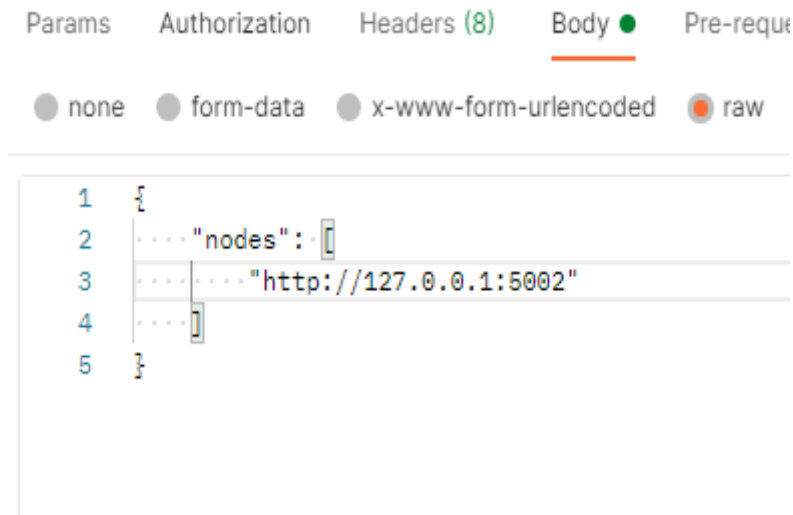 Params Authorization Headers (8) Body Pre-reque
none form-data x-www-form-urlencoded raw
1 {
2 "nodes": [
3 "http://127.0.0.1:5002"
4 ]
5 }